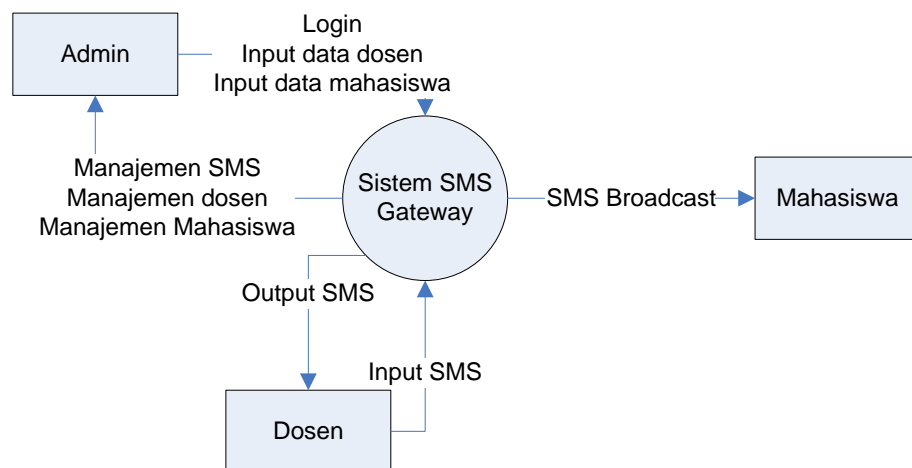 Login
Admin
Input data dosen
Input data mahasiswa
Manajemen SMS
Manajemen dosen
Manajemen Mahasiswa
Sistem SMS
Gateway
SMS Broadcast
Mahasiswa
Output SMS
Input SMS
Dosen